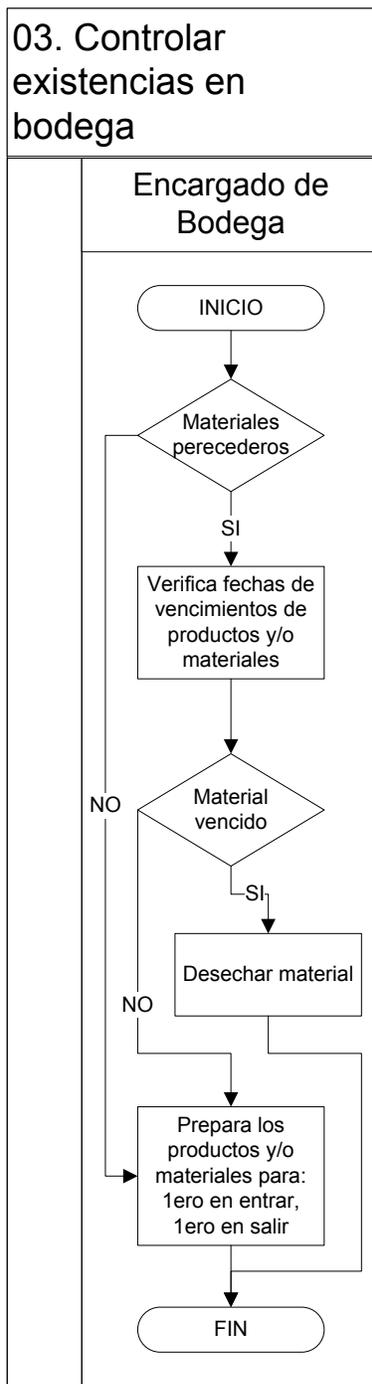 03. Controlar
existencias en
bodega
Encargado de
Bodega
INICIO
Materiales
perecederos
SI
Verifica fechas de
vencimientos de
productos y/o
materiales
Material
vencido
NO
SI
Desechar material
NO
Prepara los
productos y/o
materiales para:
1ero en entrar,
1ero en salir
FIN